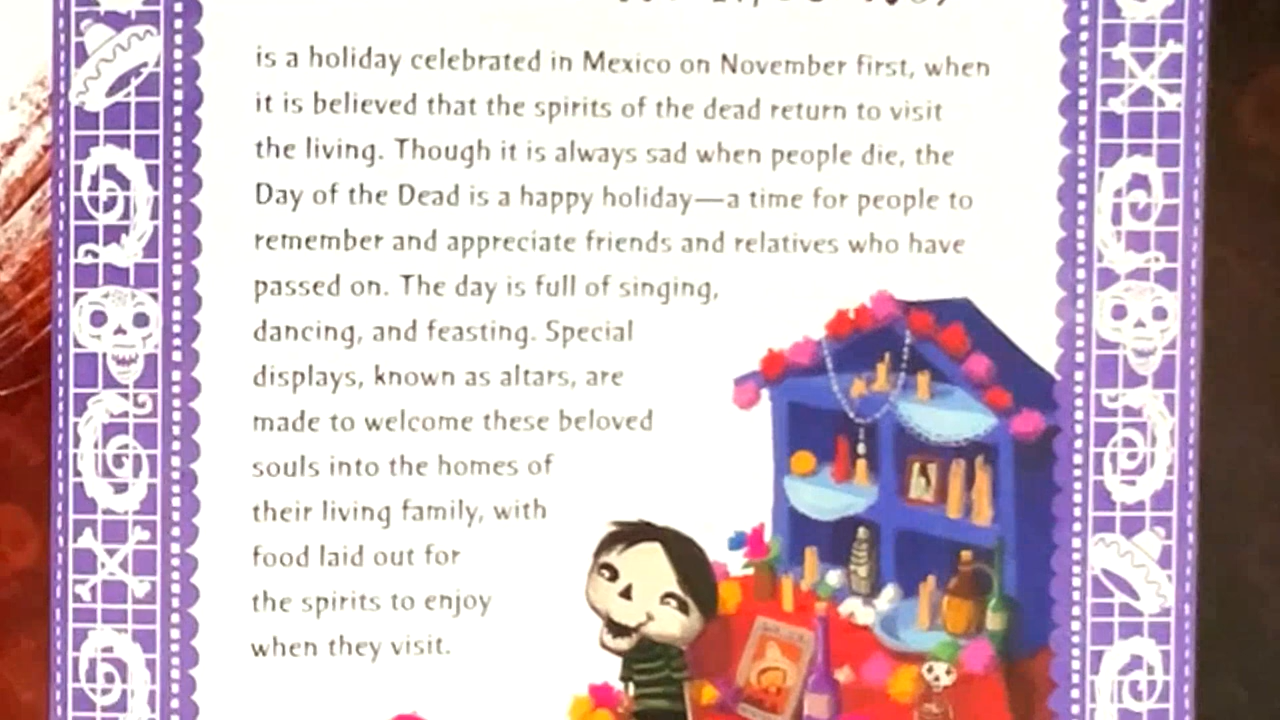 is a holiday celebrated in Mexico on November first, when
it is believed that the spirits of the dead return to visit
the living. Though it is always sad when people die, the
Day of the Dead is a happy holiday—a time for people to
remember and appreciate friends and relatives who have
passed on. The day is full of singing,
dancing, and feasting. Special
displays, known as altars, are
made to welcome these beloved
souls into the homes of
their living family, with
food laid out for
the spirits to enjoy
when they visit.